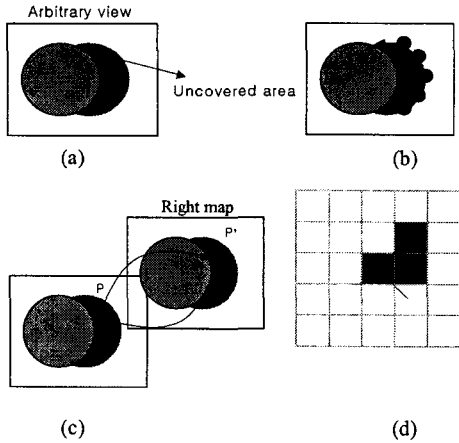 Arbitrary view
Uncovered area
(a)
(b)
Right map
P'
P
(c)
(d)